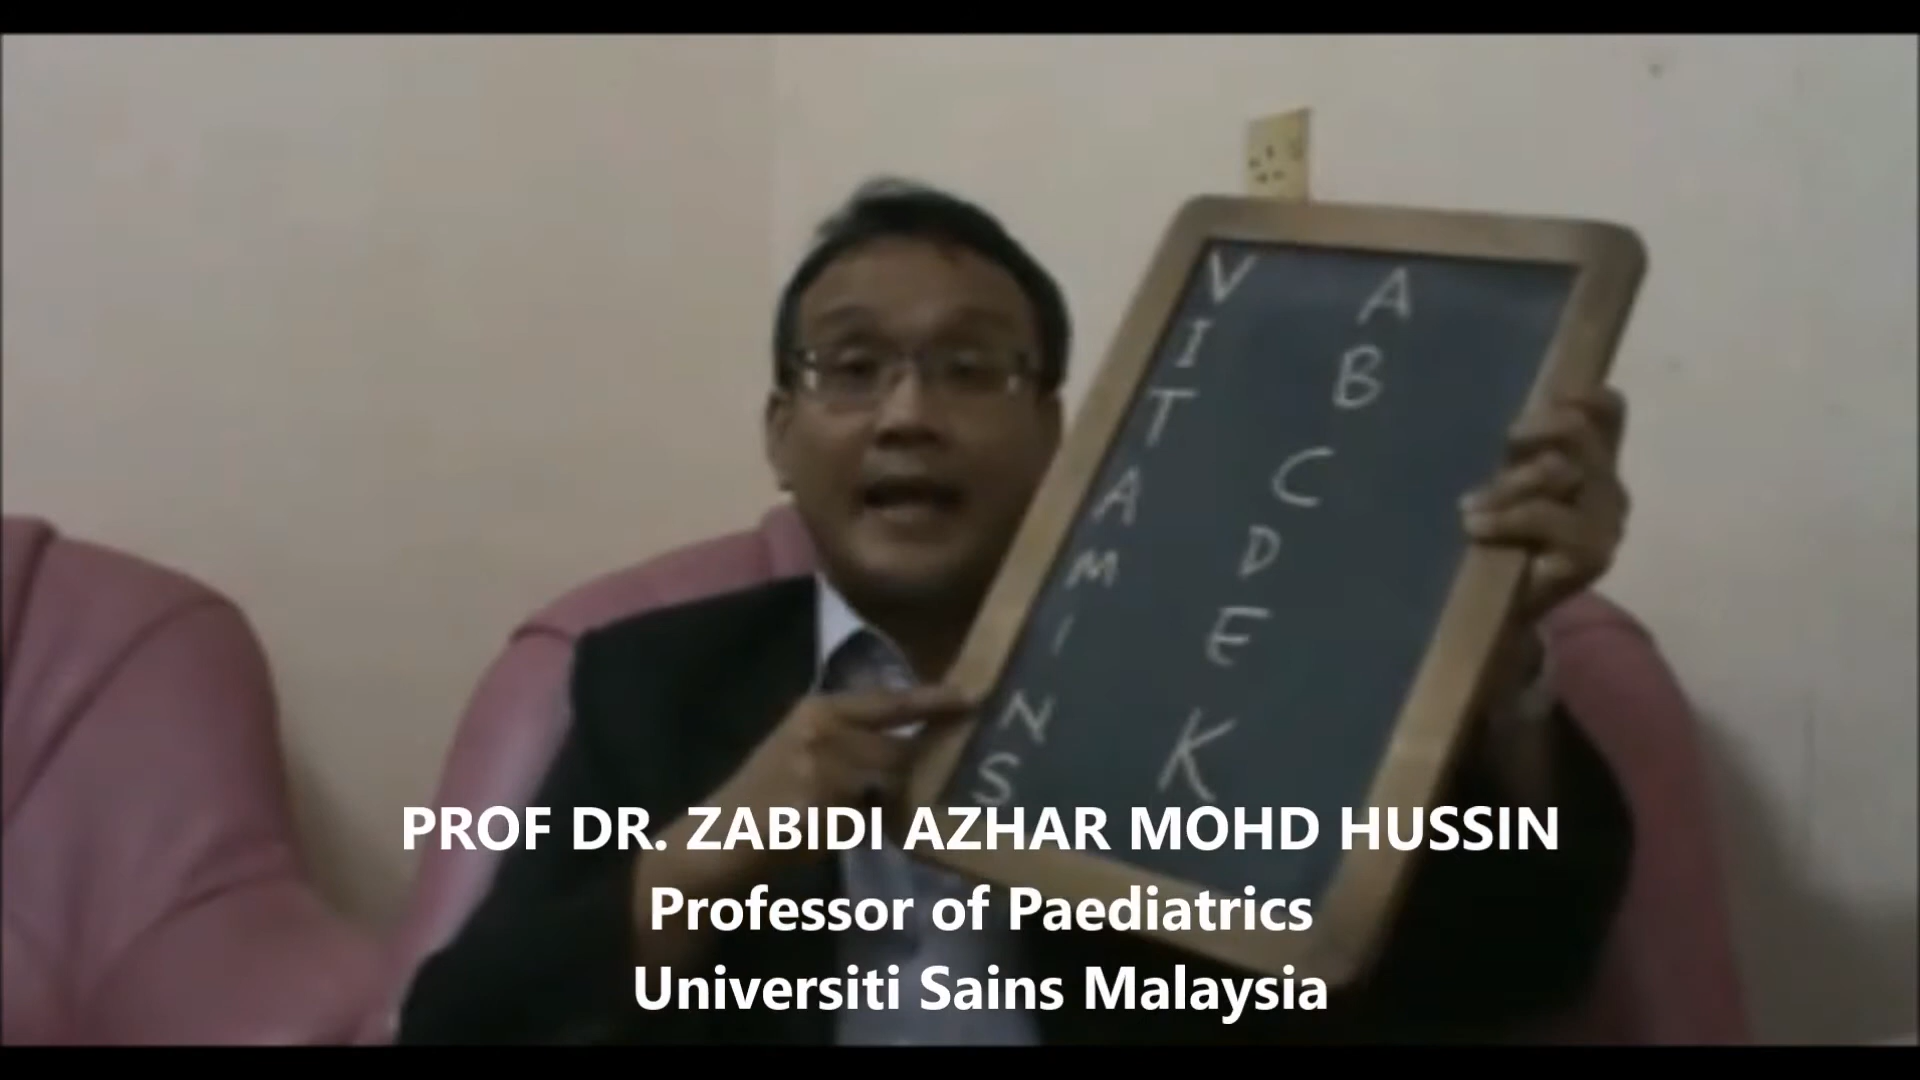 VITAMINS
A
B
C
D
E
K
PROF DR. ZABIDI AZHAR MOHD HUSSIN
Professor of Paediatrics
Universiti Sains Malaysia